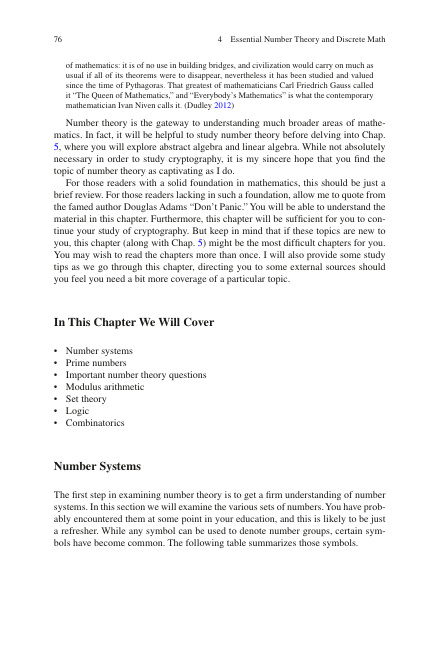 76 4 Essential Number Theory and Discrete Math
of mathematics: it is of no use in building bridges, and civilization would carry on much as
usual if all of its theorems were to disappear, nevertheless it has been studied and valued
since the time of Pythagoras. That greatest of mathematicians Carl Friedrich Gauss called
it “The Queen of Mathematics,” and “Everybody’s Mathematics” is what the contemporary
mathematician Ivan Niven calls it. (Dudley 2012)
Number theory is the gateway to understanding much broader areas of mathe-
matics. In fact, it will be helpful to study number theory before delving into Chap.
5, where you will explore abstract algebra and linear algebra. While not absolutely
necessary in order to study cryptography, it is my sincere hope that you find the
topic of number theory as captivating as I do.
For those readers with a solid foundation in mathematics, this should be just a
brief review. For those readers lacking in such a foundation, allow me to quote from
the famed author Douglas Adams “Don’t Panic.” You will be able to understand the
material in this chapter. Furthermore, this chapter will be sufficient for you to con-
tinue your study of cryptography. But keep in mind that if these topics are new to
you, this chapter (along with Chap. 5) might be the most difficult chapters for you.
You may wish to read the chapters more than once. I will also provide some study
tips as we go through this chapter, directing you to some external sources should
you feel you need a bit more coverage of a particular topic.
In This Chapter We Will Cover
• Number systems
• Prime numbers
• Important number theory questions
• Modulus arithmetic
• Set theory
• Logic
• Combinatorics
Number Systems
The first step in examining number theory is to get a firm understanding of number
systems. In this section we will examine the various sets of numbers. You have prob-
ably encountered them at some point in your education, and this is likely to be just
a refresher. While any symbol can be used to denote number groups, certain sym-
bols have become common. The following table summarizes those symbols.